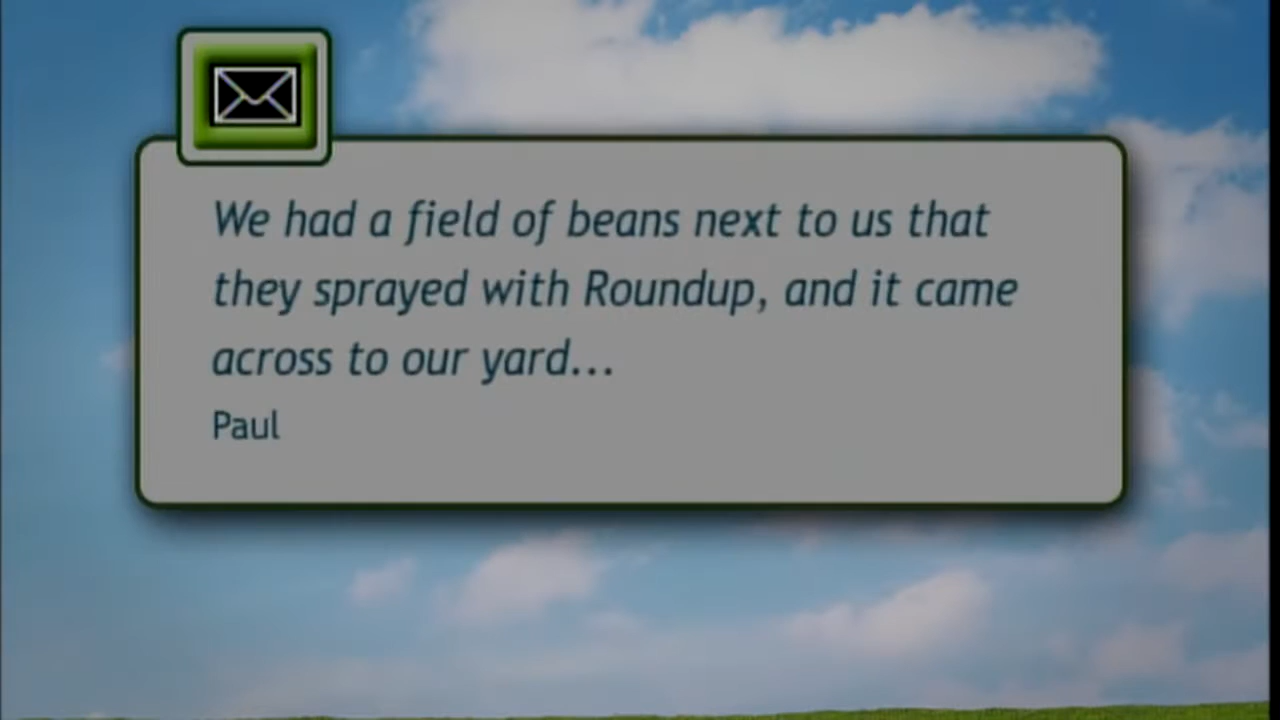 We had a field of beans next to us that
they sprayed with Roundup, and it came
across to our yard...
Paul